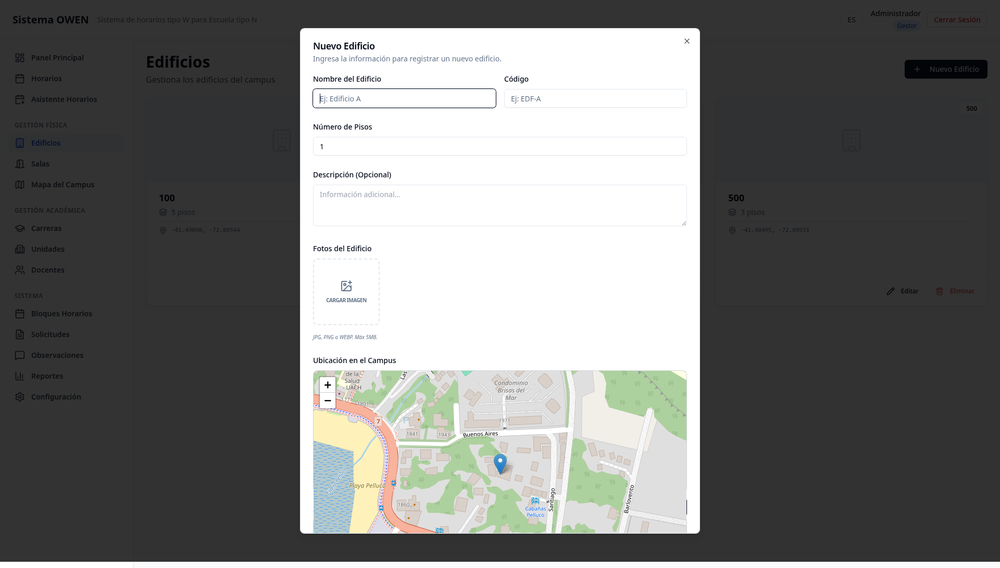 Sistema OWEN
Sistema de horarios tipo W para Escuela tipo N
ES
Administrador
Gestor
Cerrar Sesión
Panel Principal
Horarios
Asistente Horarios
GESTIÓN FÍSICA
Edificios
Salas
Mapa del Campus
GESTIÓN ACADÉMICA
Carreras
Unidades
Docentes
SISTEMA
Bloques Horarios
Solicitudes
Observaciones
Reportes
Configuración
Edificios
Gestiona los edificios del campus
Nuevo Edificio
100
5 pisos
-41.49090, -72.89544
500
500
3 pisos
-41.48495, -72.89931
Editar
Eliminar
Nuevo Edificio
Ingresa la información para registrar un nuevo edificio.
Nombre del Edificio
Ej: Edificio A
Código
Ej: EDF-A
Número de Pisos
1
Descripción (Opcional)
Información adicional...
Fotos del Edificio
CARGAR IMAGEN
JPG, PNG o WEBP. Máx 5MB.
Ubicación en el Campus
+
−
de la
Salud
- UACH
Las
177
1801
7
P
1841
1943
Condominio
Brisas del
Mar
1971
Buenos Aires
Estero Pelluco
Playa Pelluco
1860
Cabañas
Pelluco
Santiago
Barlovento